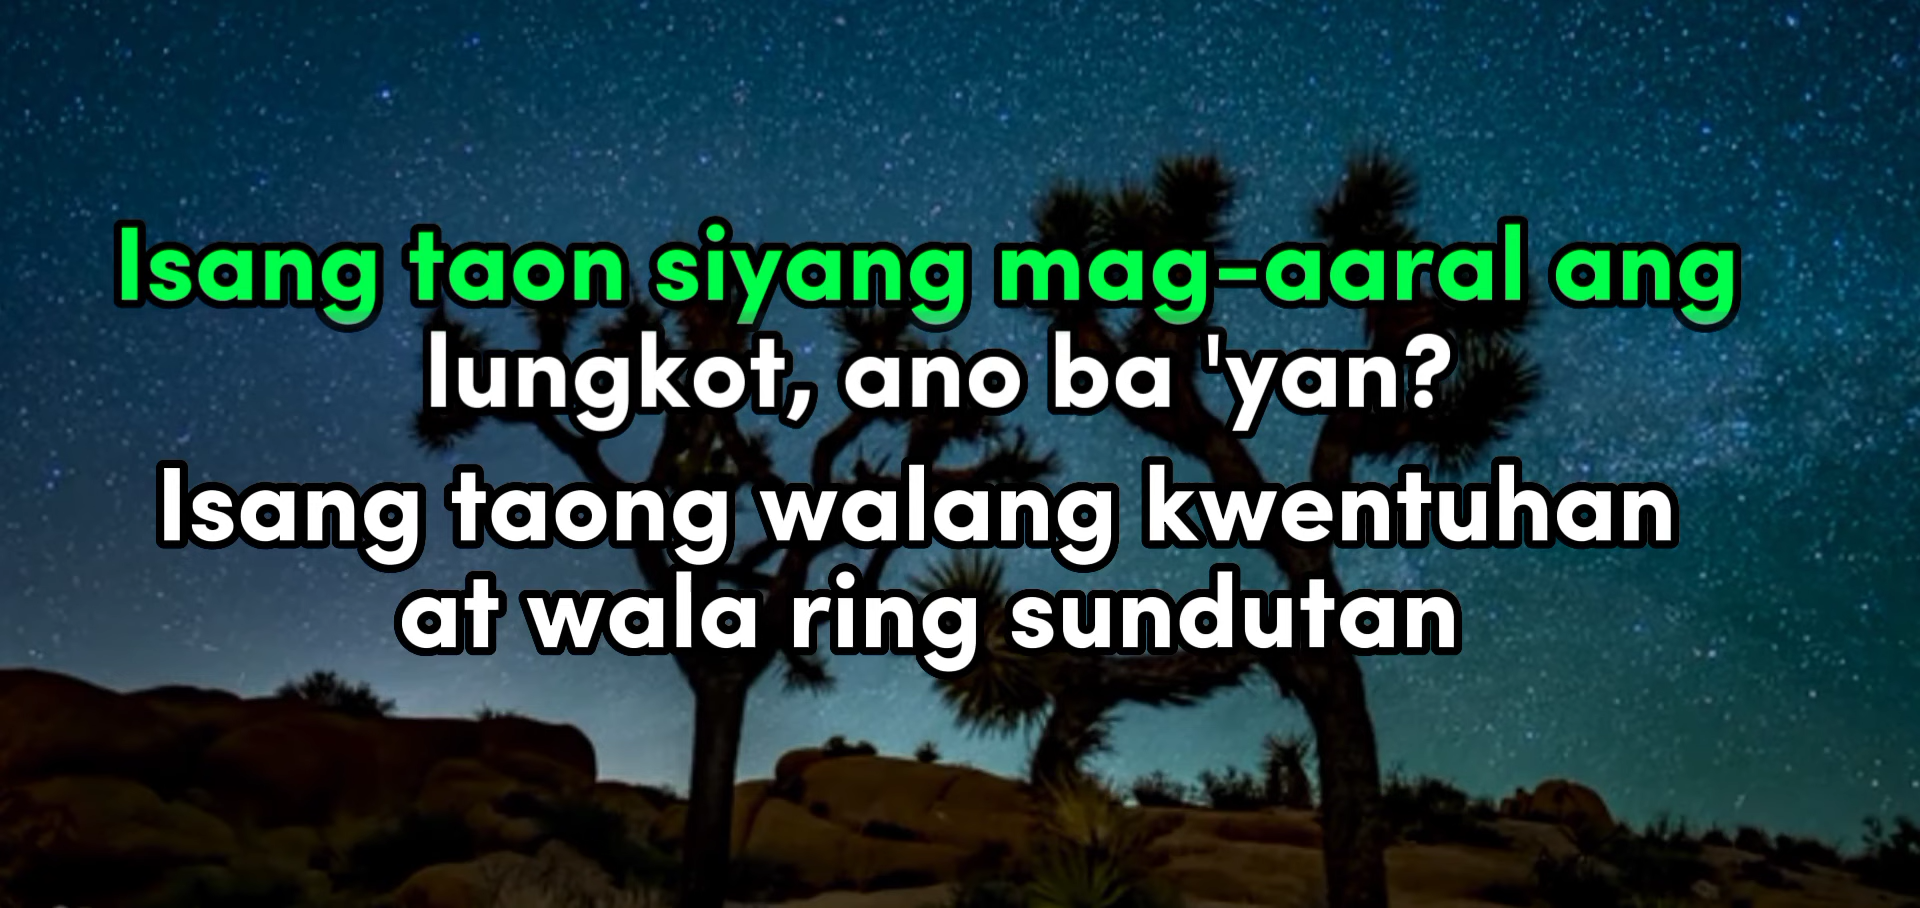 Isang taon siyang mag-aaral ang
lungkot, ano ba 'yan?
Isang taong walang kwentuhan
at wala ring sundutan